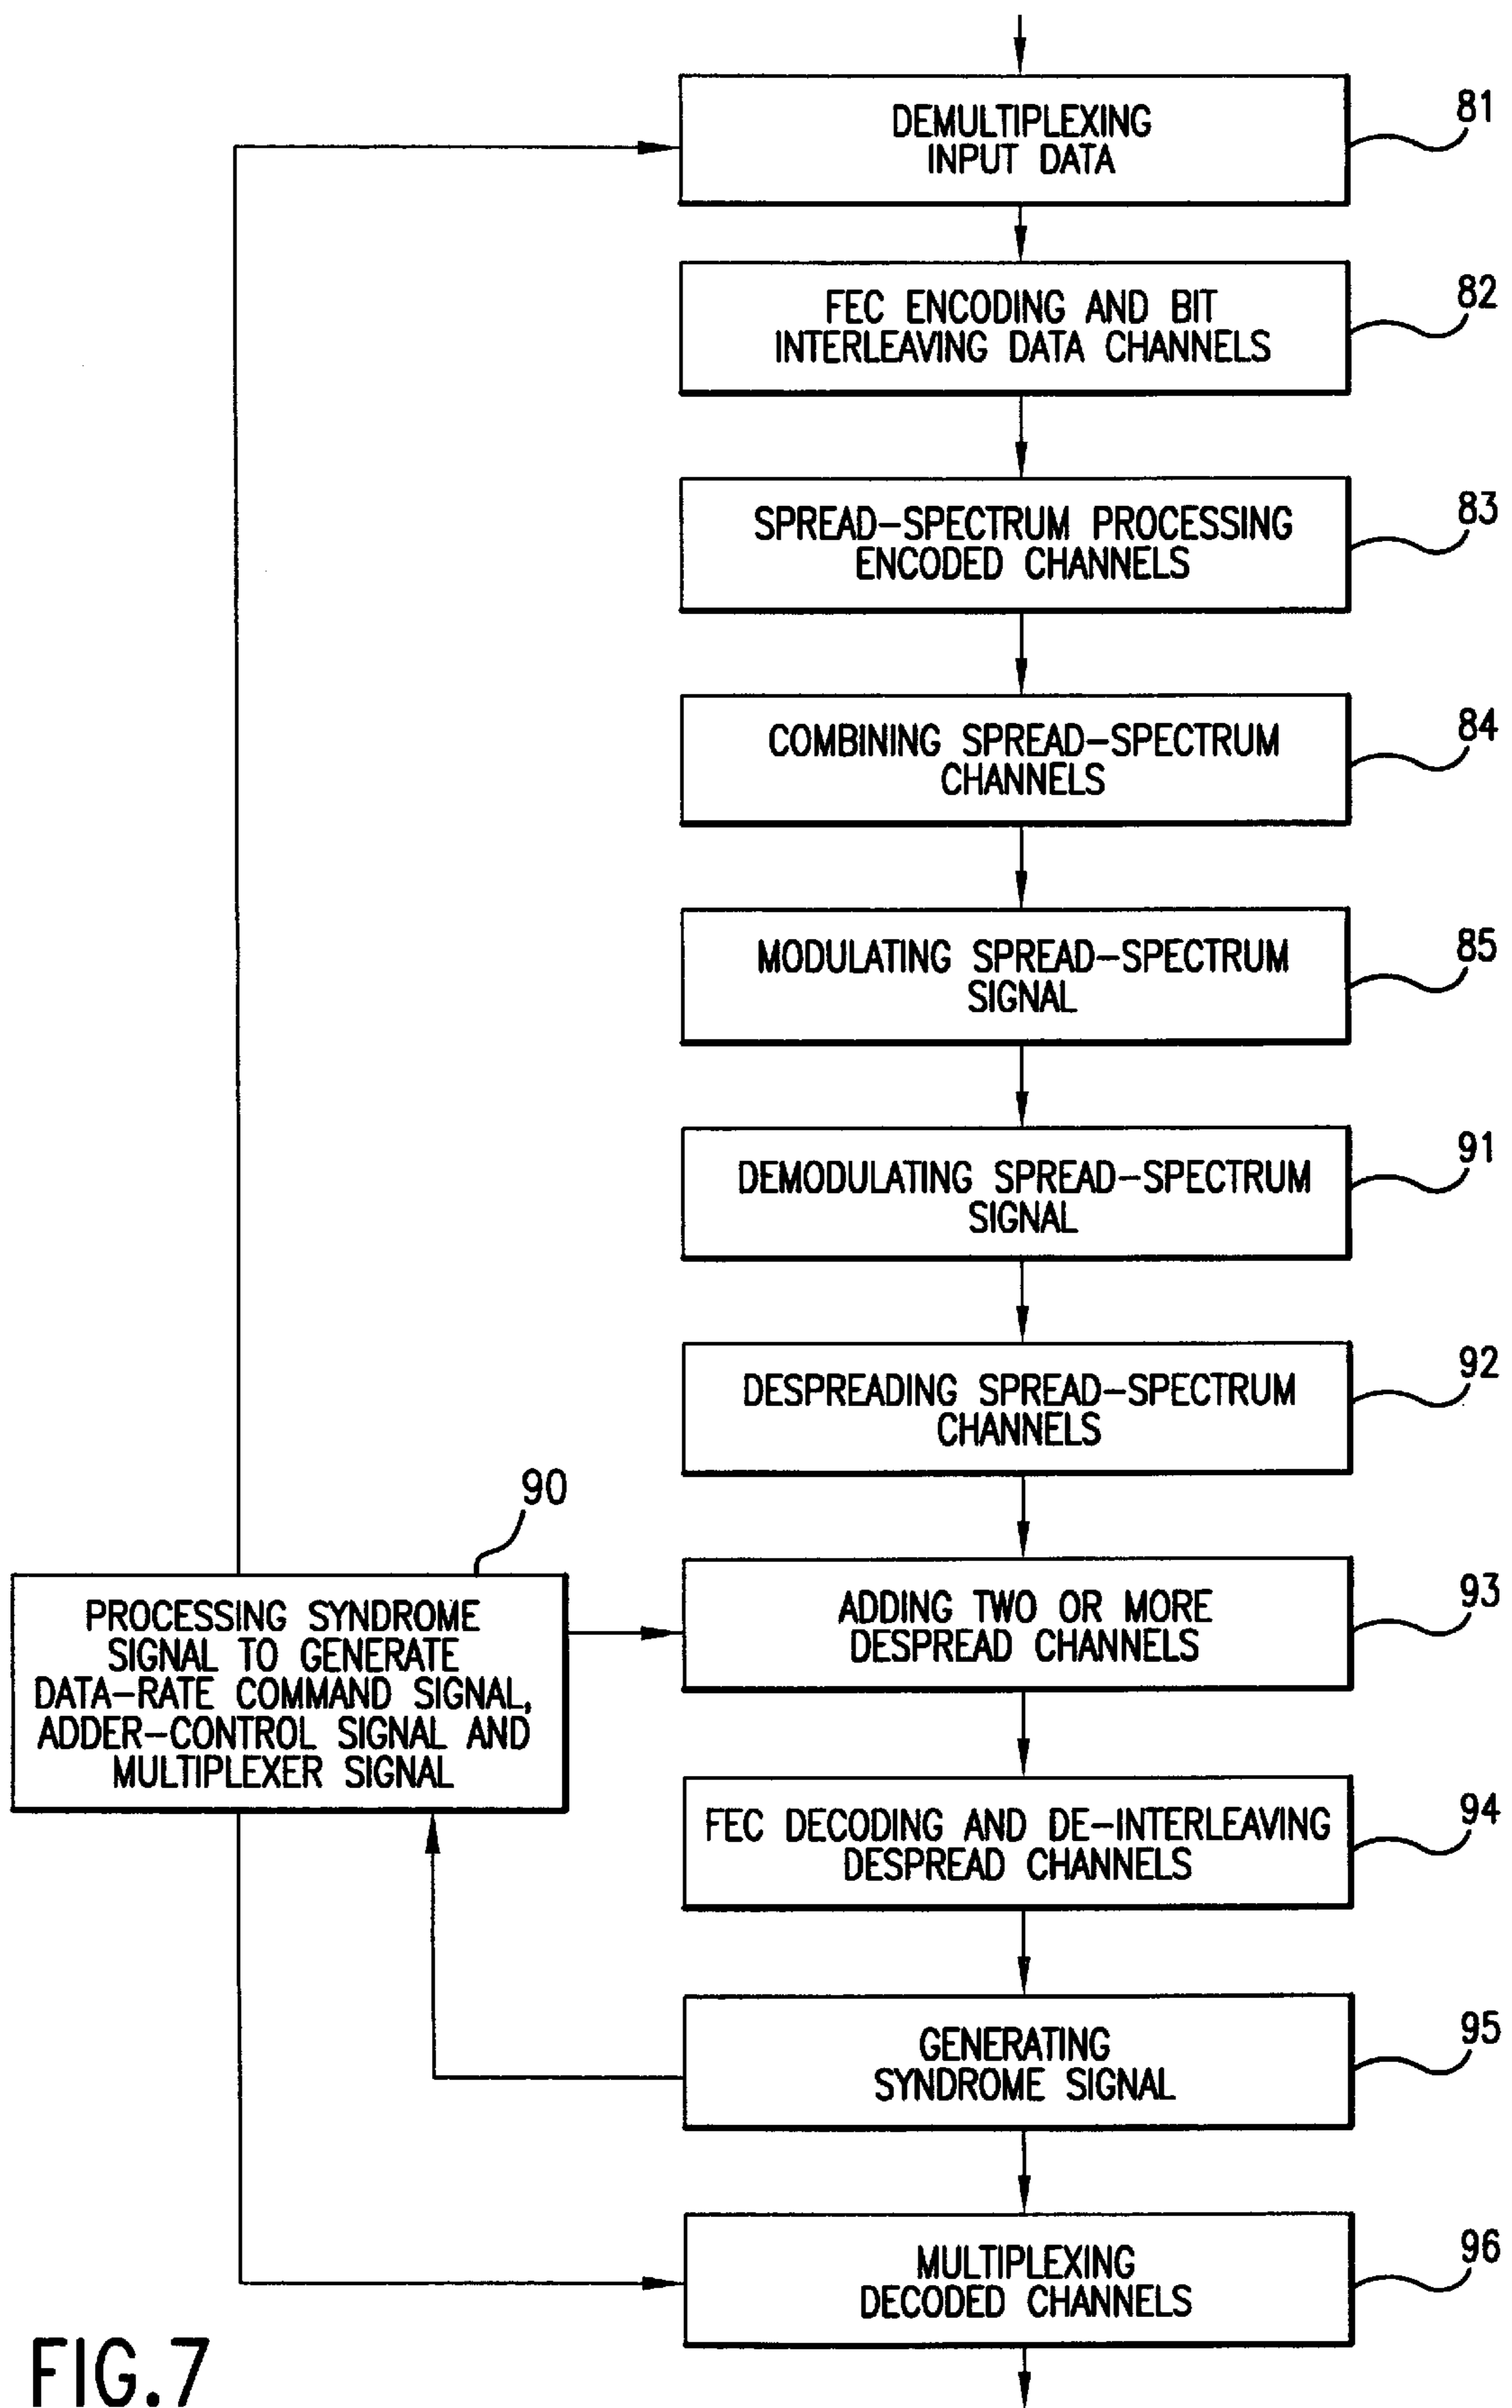 DEMULTIPLEXING
INPUT DATA
81
FEC ENCODING AND BIT
INTERLEAVING DATA CHANNELS
82
SPREAD-SPECTRUM PROCESSING
ENCODED CHANNELS
83
COMBINING SPREAD-SPECTRUM
CHANNELS
84
MODULATING SPREAD-SPECTRUM
SIGNAL
85
DEMODULATING SPREAD-SPECTRUM
SIGNAL
91
DESPREADING SPREAD-SPECTRUM
CHANNELS
92
90
PROCESSING SYNDROME
SIGNAL TO GENERATE
DATA-RATE COMMAND SIGNAL,
ADDER-CONTROL SIGNAL AND
MULTIPLEXER SIGNAL
ADDING TWO OR MORE
DESPREAD CHANNELS
93
FEC DECODING AND DE-INTERLEAVING
DESPREAD CHANNELS
94
GENERATING
SYNDROME SIGNAL
95
MULTIPLEXING
DECODED CHANNELS
96
FIG.7